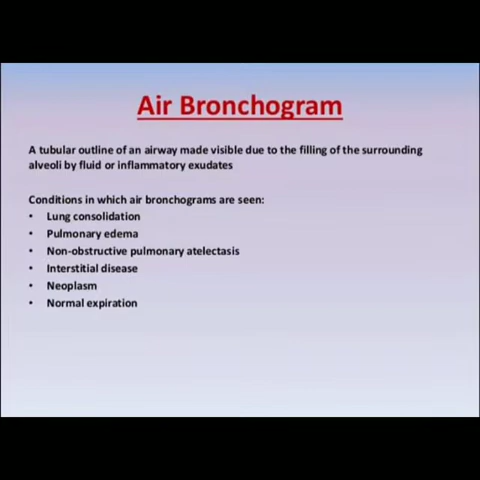 Air Bronchogram
A tubular outline of an airway made visible due to the filling of the surrounding
alveoli by fluid or inflammatory exudates
Conditions in which air bronchograms are seen:
• Lung consolidation
• Pulmonary edema
• Non-obstructive pulmonary atelectasis
• Interstitial disease
• Neoplasm
• Normal expiration